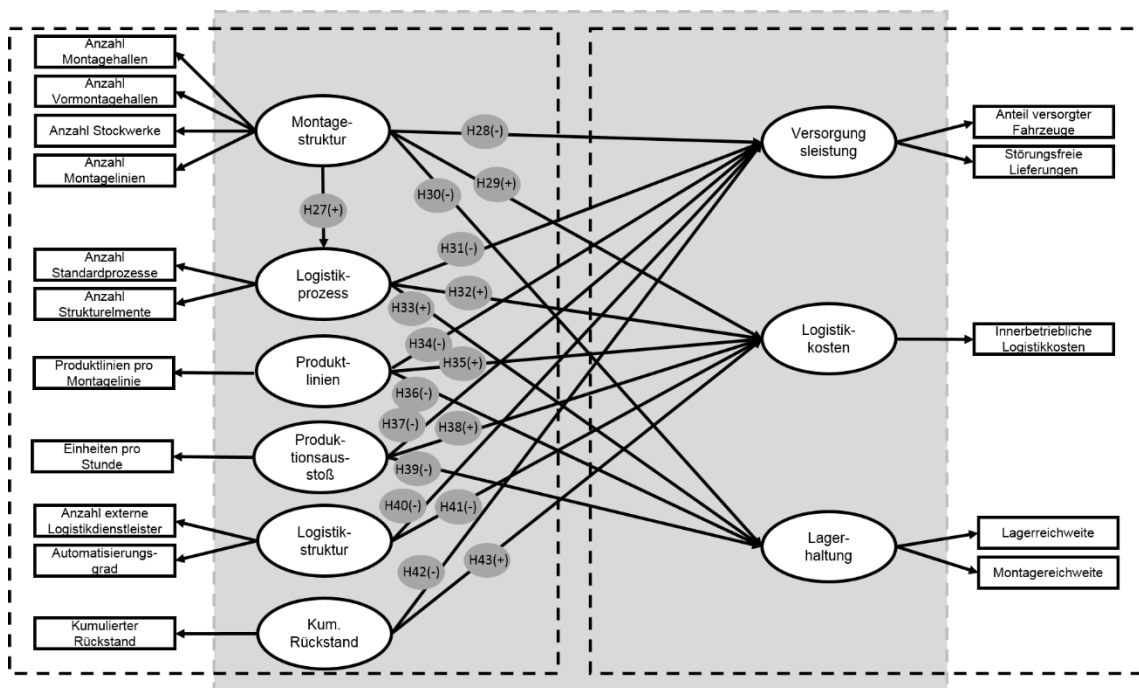 Anzahl
Montagehallen
Anzahl
Vormontagehallen
Anzahl Stockwerke
Anzahl
Montagelinien
Anzahl
Standardprozesse
Anzahl
Strukturelmente
Produktlinien pro
Montagelinie
Einheiten pro
Stunde
Anzahl externe
Logistikdienstleister
Automatisierungs-
grad
Kumulierter
Rückstand
Montage-
struktur
Logistik-
prozess
Produkt-
linien
Produk-
tionsaus-
stoß
Logistik-
struktur
Kum.
Rückstand
H27(+)
H28(-)
H29(+)
H30(-)
H31(-)
H32(+)
H33(+)
H34(-)
H35(+)
H36(-)
H37(-)
H38(+)
H39(-)
H40(-)
H41(-)
H42(-)
H43(+)
Versorgung
sleistung
Logistik-
kosten
Lager-
haltung
Anteil versorgter
Fahrzeuge
Störungsfreie
Lieferungen
Innerbetriebliche
Logistikkosten
Lagerreichweite
Montagereichweite